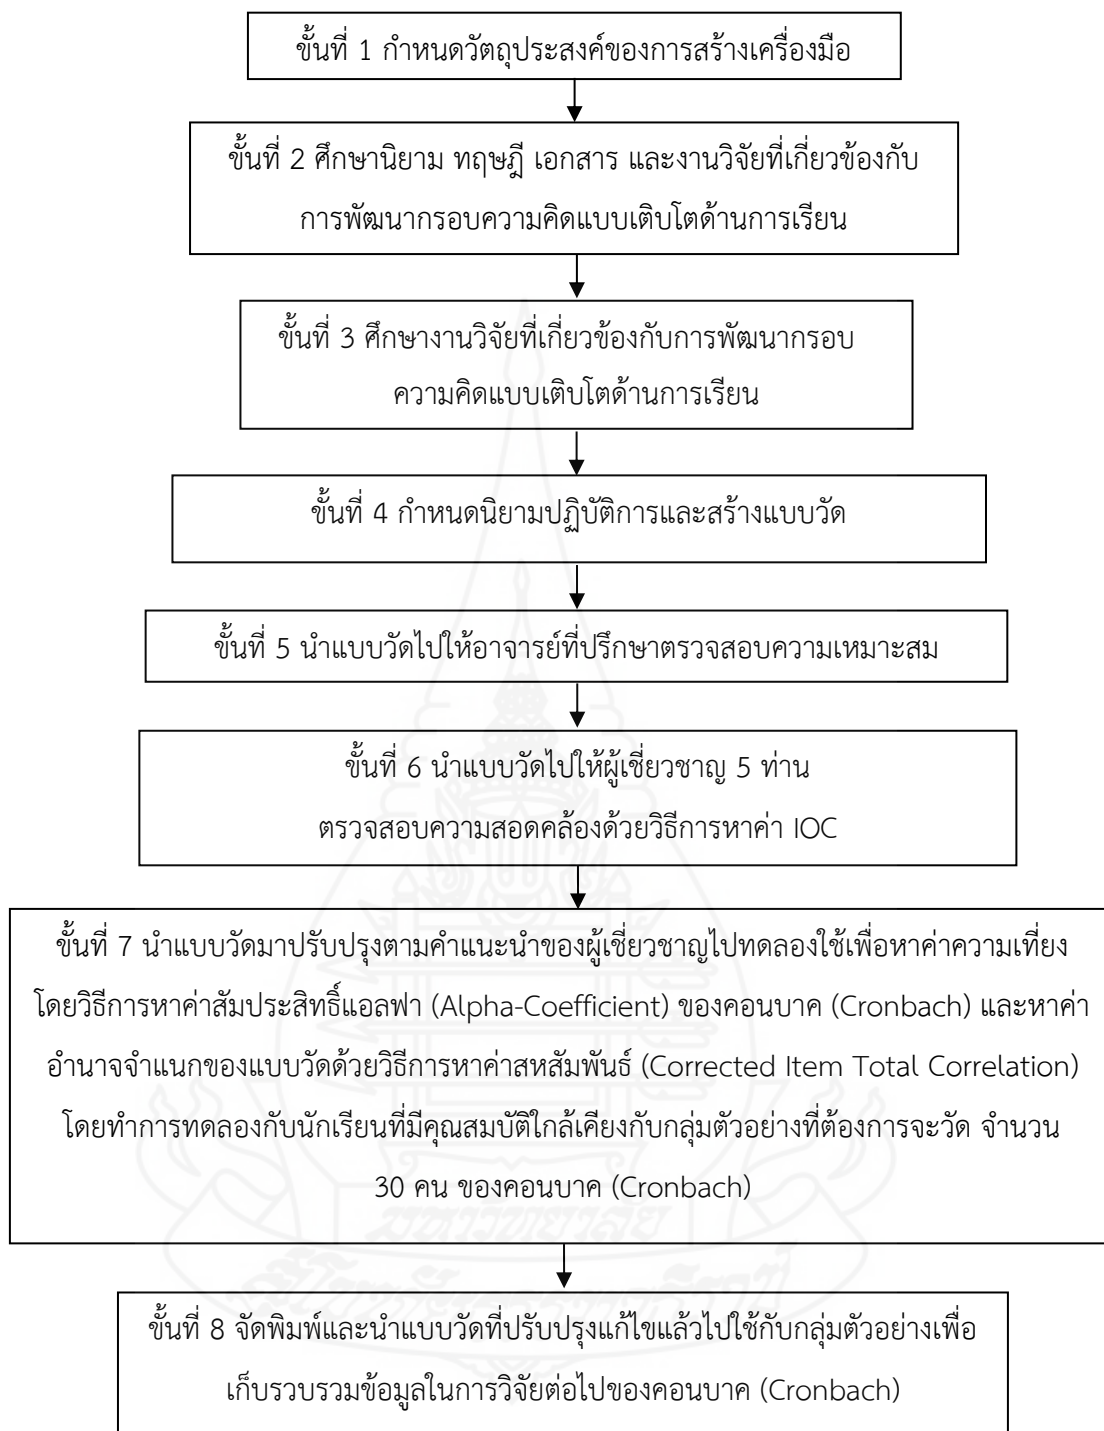 ขั้นที่ 1 กำหนดวัตถุประสงค์ของการสร้างเครื่องมือ
ขั้นที่ 2 ศึกษานิยาม ทฤษฎี เอกสาร และงานวิจัยที่เกี่ยวข้องกับ
การพัฒนากรอบความคิดแบบเติบโตด้านการเรียน
ขั้นที่ 3 ศึกษางานวิจัยที่เกี่ยวข้องกับการพัฒนากรอบ
ความคิดแบบเติบโตด้านการเรียน
ขั้นที่ 4 กำหนดนิยามปฏิบัติการและสร้างแบบวัด
ขั้นที่ 5 นำแบบวัดไปให้อาจารย์ที่ปรึกษาตรวจสอบความเหมาะสม
ขั้นที่ 6 นำแบบวัดไปให้ผู้เชี่ยวชาญ 5 ท่าน
ตรวจสอบความสอดคล้องด้วยวิธีการหาค่า IOC
ขั้นที่ 7 นำแบบวัดมาปรับปรุงตามคำแนะนำของผู้เชี่ยวชาญไปทดลองใช้เพื่อหาค่าความเที่ยง
โดยวิธีการหาค่าสัมประสิทธิ์แอลฟา (Alpha-Coefficient) ของคอนบาค (Cronbach) และหาค่า
อำนาจจำแนกของแบบวัดด้วยวิธีการหาค่าสหสัมพันธ์ (Corrected Item Total Correlation)
โดยทำการทดลองกับนักเรียนที่มีคุณสมบัติใกล้เคียงกับกลุ่มตัวอย่างที่ต้องการจะวัด จำนวน
30 คน ของคอนบาค (Cronbach)
มหาวิทยาลัย
สุโขทัยธรรมาธิราช
ขั้นที่ 8 จัดพิมพ์และนำแบบวัดที่ปรับปรุงแก้ไขแล้วไปใช้กับกลุ่มตัวอย่างเพื่อ
เก็บรวบรวมข้อมูลในการวิจัยต่อไปของคอนบาค (Cronbach)